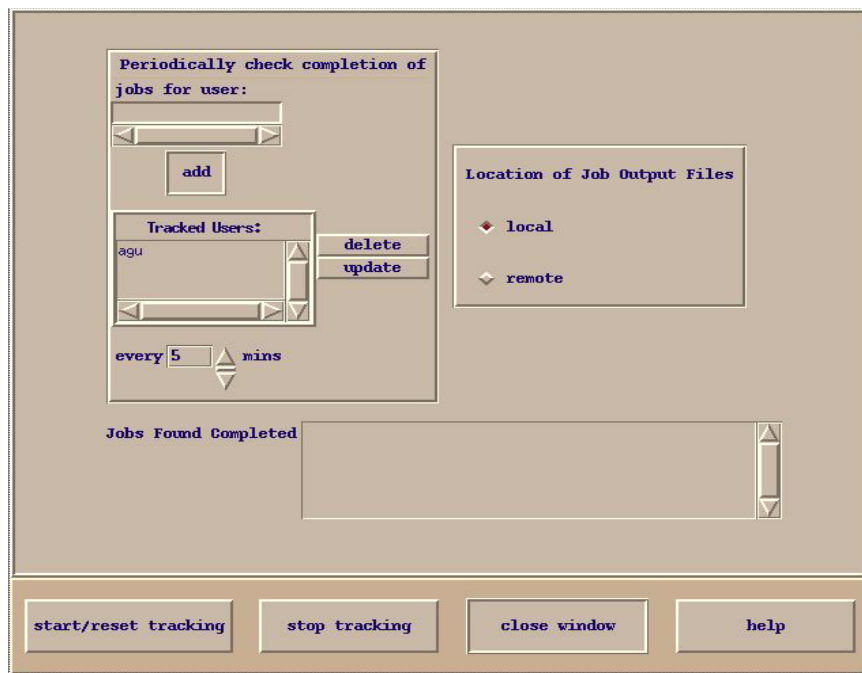 Periodically check completion of
jobs for user:
add
Tracked Users:
agu
delete
update
every 5 mins
Location of Job Output Files
local
remote
Jobs Found Completed
start/reset tracking
stop tracking
close window
help